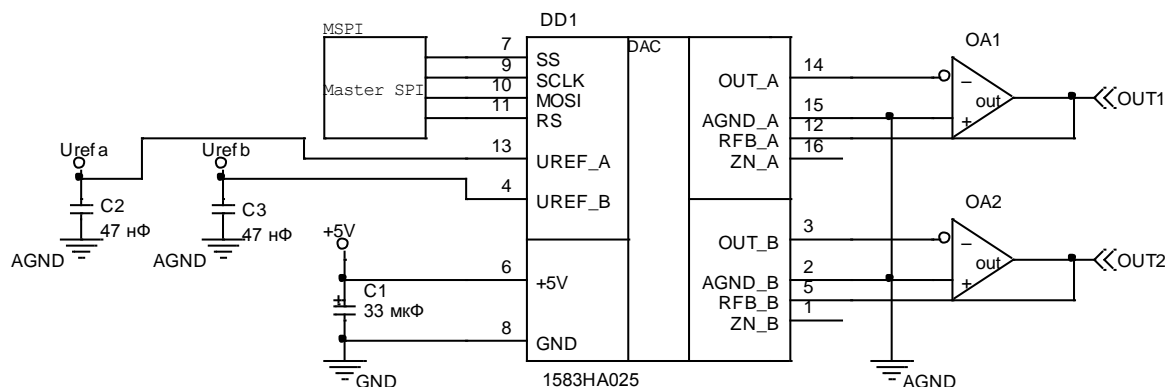 DD1
MSPI
Master SPI
7
9
10
11
13
4
6
8
SS
SCLK
MOSI
RS
UREF_A
UREF_B
+5V
GND
DAC
OUT_A
AGND_A
RFB_A
ZN_A
OUT_B
AGND_B
RFB_B
ZN_B
14
15
12
16
3
2
5
1
OA1
−
out
+
OUT1
OA2
−
out
+
OUT2
AGND
Urefa
C2
47 нФ
AGND
Urefb
C3
47 нФ
AGND
+5V
+
C1
33 мкФ
GND
1583HA025